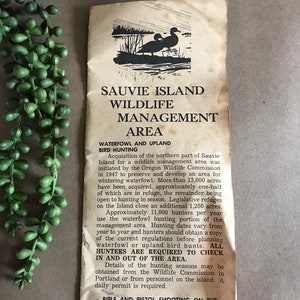 SAUVIE ISLAND
WILDLIFE
MANAGEMENT
AREA
WATERFOWL AND UPLAND
BIRD HUNTING
Acquisition of the northern part of Sauvie
Island for a wildlife management area was
initiated by the Oregon Wildlife Commission
in 1947 to preserve and develop an area for
wintering waterfowl. More than 13,000 acres
have been acquired, approximately one-half
of which are in refuge, the remainder being
open to hunting in season. Legislative refuges
on the Island are an additional 1,260 acres.
Approximately 11,000 hunters per year
use the waterfowl hunting portion of the
management area. Hunting dates vary from
year to year and hunters should obtain a copy
of the current regulations before planning
waterfowl or upland bird hunts. ALL
HUNTERS ARE REQUIRED TO CHECK
IN AND OUT OF THE AREA.
Details of the hunting seasons may be
obtained from the Wildlife Commission in
Portland or from personnel on the island. A
daily permit is required.
RIFLE AND PISTOL SHOOTING ON THE